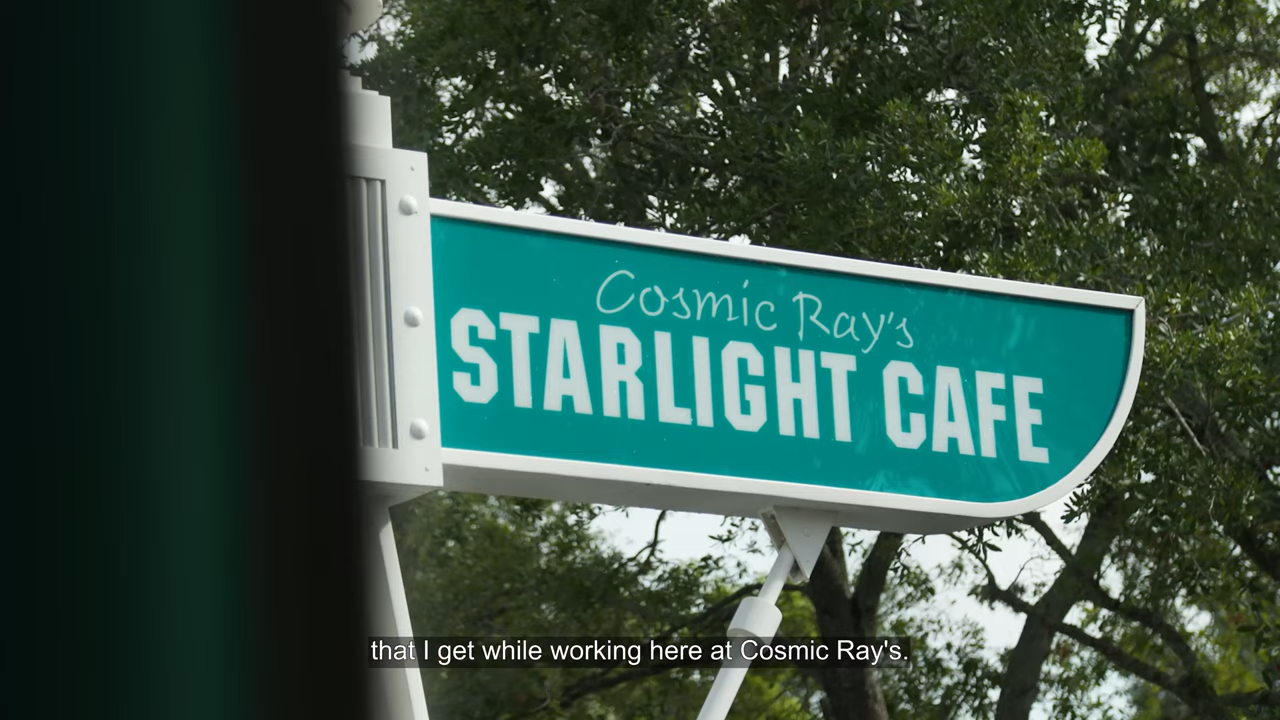 Cosmic Ray's
STARLIGHT CAFE
that I get while working here at Cosmic Ray's.